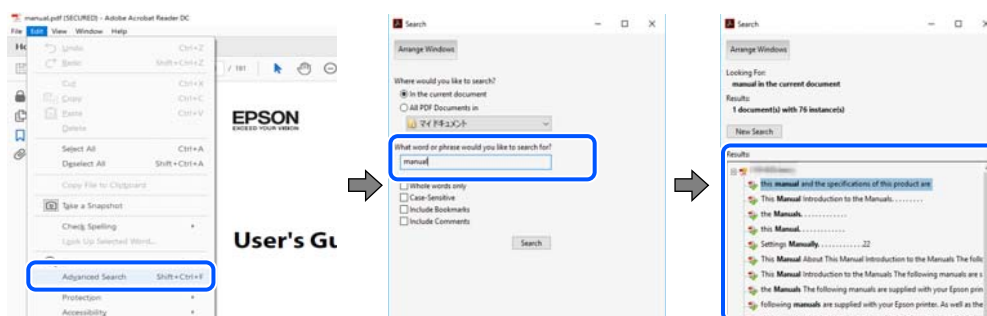 manual.pdf (SECURED) - Adobe Acrobat Reader DC
File Edit View Window Help
Undo Ctrl+Z
Redo Shift+Ctrl+Z
Cut Ctrl+X
Copy Ctrl+C
Paste Ctrl+V
Delete
Select All Ctrl+A
Deselect All Shift+Ctrl+A
Copy File to Clipboard
Take a Snapshot
Check Spelling
Look Up Selected Word...
Advanced Search Shift+Ctrl+F
Protection
Accessibility
/ 191
EPSON
EXCEED YOUR VISION
User's Gu
Search
Arrange Windows
Where would you like to search?
In the current document
All PDF Documents in
マイドキュメント
What word or phrase would you like to search for?
manual
Whole words only
Case-Sensitive
Include Bookmarks
Include Comments
Search
Search
Arrange Windows
Looking For:
manual in the current document
Results:
1 document(s) with 76 instance(s)
New Search
Results
this manual and the specifications of this product are
This Manual Introduction to the Manuals. . . . . . . . .
the Manuals. . . . . . . . . . . . .
this Manual. . . . . . . . . . . . .
Settings Manually. . . . . . . . . . . . .22
This Manual About This Manual Introduction to the Manuals The follo
This Manual Introduction to the Manuals The following manuals are s
the Manuals The following manuals are supplied with your Epson prin
following manuals are supplied with your Epson printer. As well as the